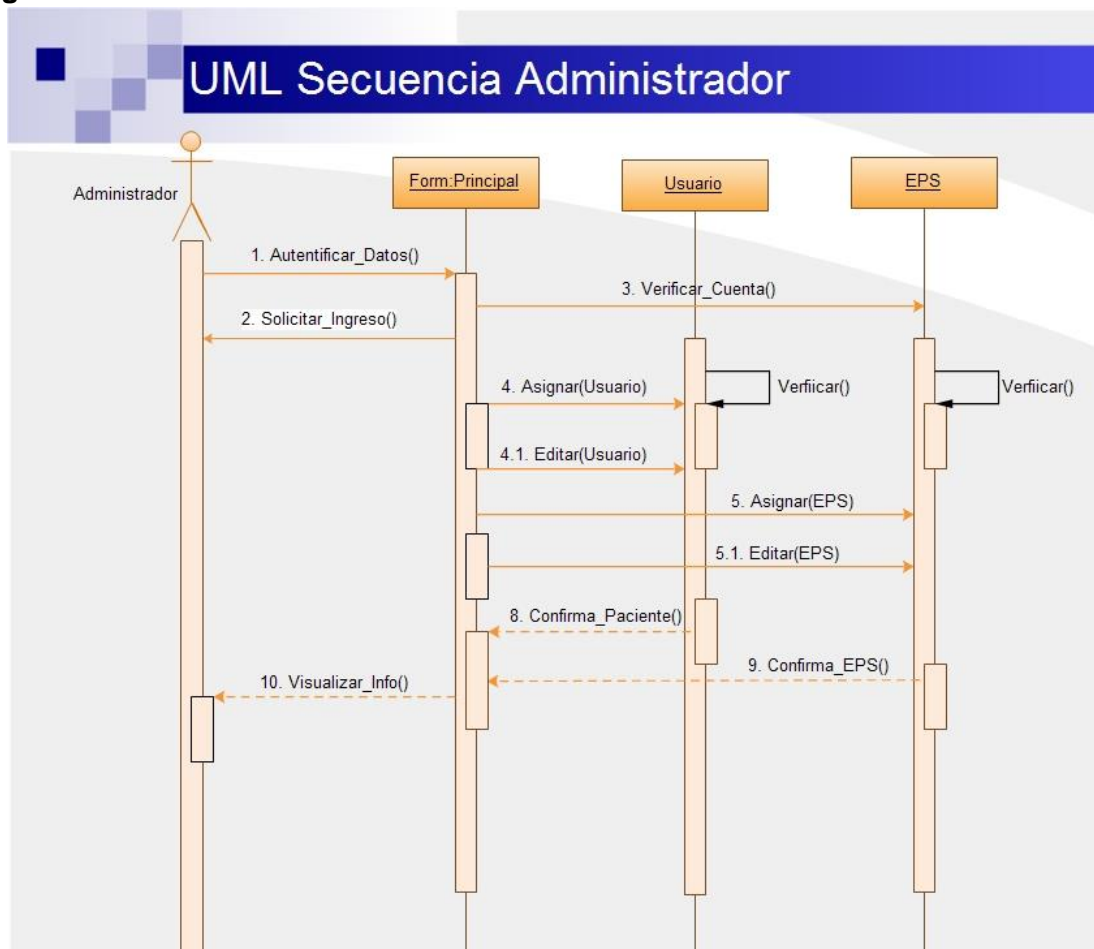 UML Secuencia Administrador
Administrador
Form:Principal
Usuario
EPS
1. Autentificar_Datos()
3. Verificar_Cuenta()
2. Solicitar_Ingreso()
4. Asignar(Usuario)
Verfiicar()
Verfiicar()
4.1. Editar(Usuario)
5. Asignar(EPS)
5.1. Editar(EPS)
8. Confirma_Paciente()
9. Confirma_EPS()
10. Visualizar_Info()